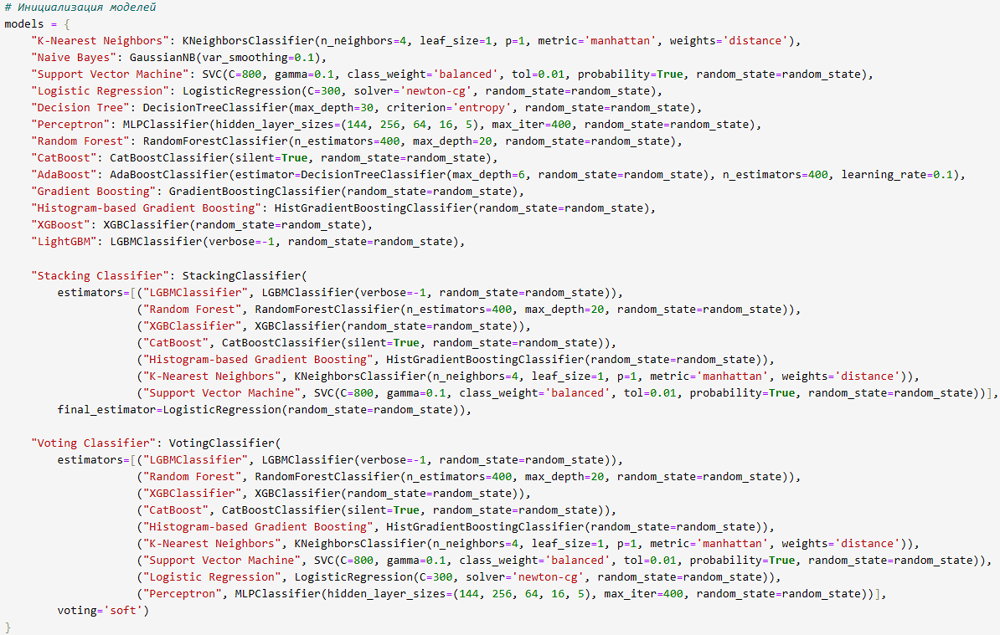 # Инициализация моделей
models = {
    "K-Nearest Neighbors": KNeighborsClassifier(n_neighbors=4, leaf_size=1, p=1, metric='manhattan', weights='distance'),
    "Naive Bayes": GaussianNB(var_smoothing=0.1),
    "Support Vector Machine": SVC(C=800, gamma=0.1, class_weight='balanced', tol=0.01, probability=True, random_state=random_state),
    "Logistic Regression": LogisticRegression(C=300, solver='newton-cg', random_state=random_state),
    "Decision Tree": DecisionTreeClassifier(max_depth=30, criterion='entropy', random_state=random_state),
    "Perceptron": MLPClassifier(hidden_layer_sizes=(144, 256, 64, 16, 5), max_iter=400, random_state=random_state),
    "Random Forest": RandomForestClassifier(n_estimators=400, max_depth=20, random_state=random_state),
    "CatBoost": CatBoostClassifier(silent=True, random_state=random_state),
    "AdaBoost": AdaBoostClassifier(estimator=DecisionTreeClassifier(max_depth=6, random_state=random_state), n_estimators=400, learning_rate=0.1),
    "Gradient Boosting": GradientBoostingClassifier(random_state=random_state),
    "Histogram-based Gradient Boosting": HistGradientBoostingClassifier(random_state=random_state),
    "XGBoost": XGBClassifier(random_state=random_state),
    "LightGBM": LGBMClassifier(verbose=-1, random_state=random_state),

    "Stacking Classifier": StackingClassifier(
        estimators=[("LGBMClassifier", LGBMClassifier(verbose=-1, random_state=random_state)),
                    ("Random Forest", RandomForestClassifier(n_estimators=400, max_depth=20, random_state=random_state)),
                    ("XGBClassifier", XGBClassifier(random_state=random_state)),
                    ("CatBoost", CatBoostClassifier(silent=True, random_state=random_state)),
                    ("Histogram-based Gradient Boosting", HistGradientBoostingClassifier(random_state=random_state)),
                    ("K-Nearest Neighbors", KNeighborsClassifier(n_neighbors=4, leaf_size=1, p=1, metric='manhattan', weights='distance')),
                    ("Support Vector Machine", SVC(C=800, gamma=0.1, class_weight='balanced', tol=0.01, probability=True, random_state=random_state))],
        final_estimator=LogisticRegression(random_state=random_state)),

    "Voting Classifier": VotingClassifier(
        estimators=[("LGBMClassifier", LGBMClassifier(verbose=-1, random_state=random_state)),
                    ("Random Forest", RandomForestClassifier(n_estimators=400, max_depth=20, random_state=random_state)),
                    ("XGBClassifier", XGBClassifier(random_state=random_state)),
                    ("CatBoost", CatBoostClassifier(silent=True, random_state=random_state)),
                    ("Histogram-based Gradient Boosting", HistGradientBoostingClassifier(random_state=random_state)),
                    ("K-Nearest Neighbors", KNeighborsClassifier(n_neighbors=4, leaf_size=1, p=1, metric='manhattan', weights='distance')),
                    ("Support Vector Machine", SVC(C=800, gamma=0.1, class_weight='balanced', tol=0.01, probability=True, random_state=random_state)),
                    ("Logistic Regression", LogisticRegression(C=300, solver='newton-cg', random_state=random_state)),
                    ("Perceptron", MLPClassifier(hidden_layer_sizes=(144, 256, 64, 16, 5), max_iter=400, random_state=random_state))],
        voting='soft')
}